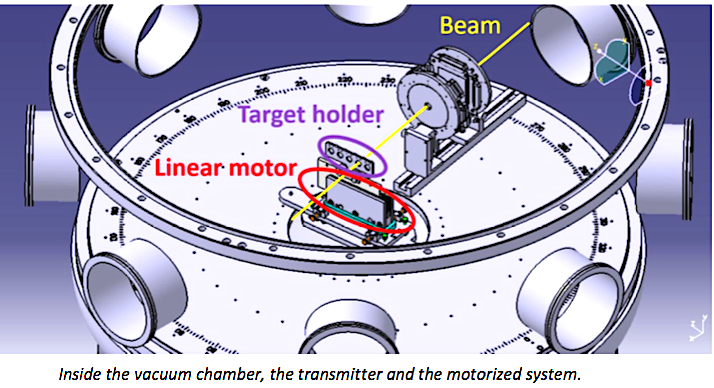 Beam
Target holder
Linear motor
Inside the vacuum chamber, the transmitter and the motorized system.